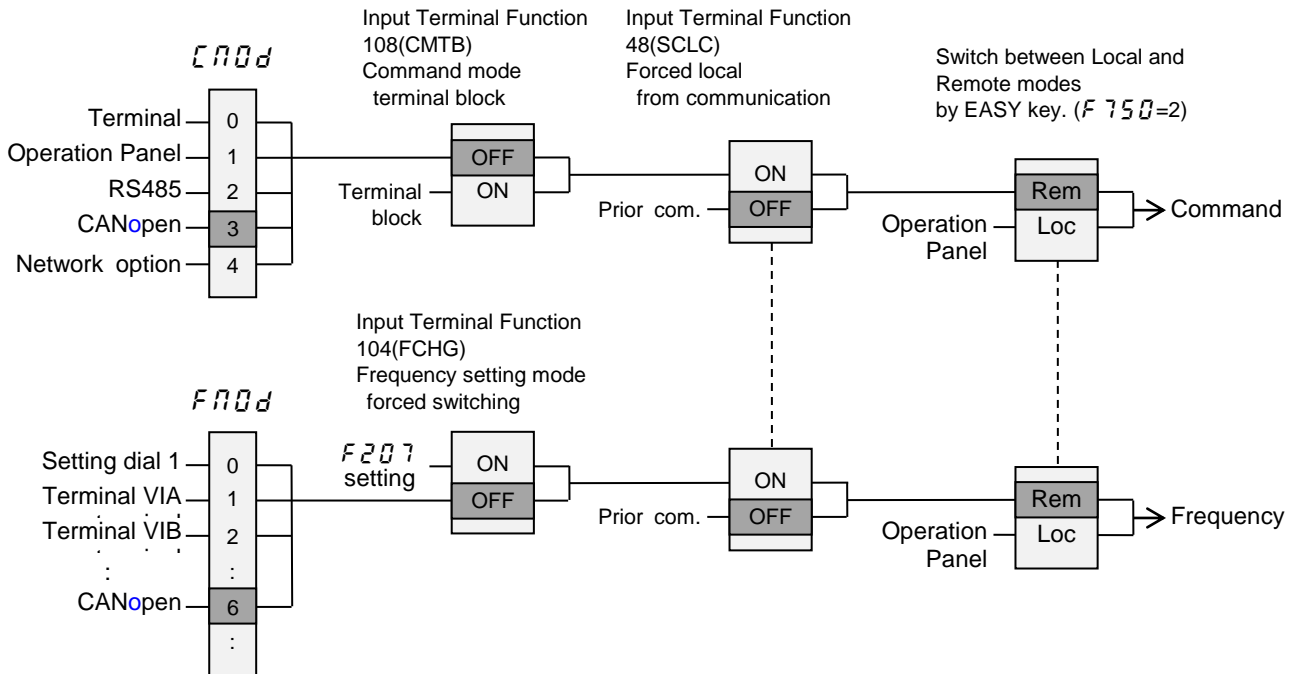 Input Terminal Function
108(CMTB)
Command mode
terminal block
Input Terminal Function
48(SCLC)
Forced local
from communication
Switch between Local and
Remote modes
by EASY key. (F750=2)
CMOd
Terminal
0
Operation Panel
1
RS485
2
CANopen
3
Network option
4
OFF
ON
Terminal
block
ON
OFF
Prior com.
Rem
Loc
Operation
Panel
Command
Input Terminal Function
104(FCHG)
Frequency setting mode
forced switching
FMOd
Setting dial 1
0
Terminal VIA
1
Terminal VIB
2
:
:
CANopen
6
:
F207
setting
ON
OFF
ON
OFF
Prior com.
Rem
Loc
Operation
Panel
Frequency